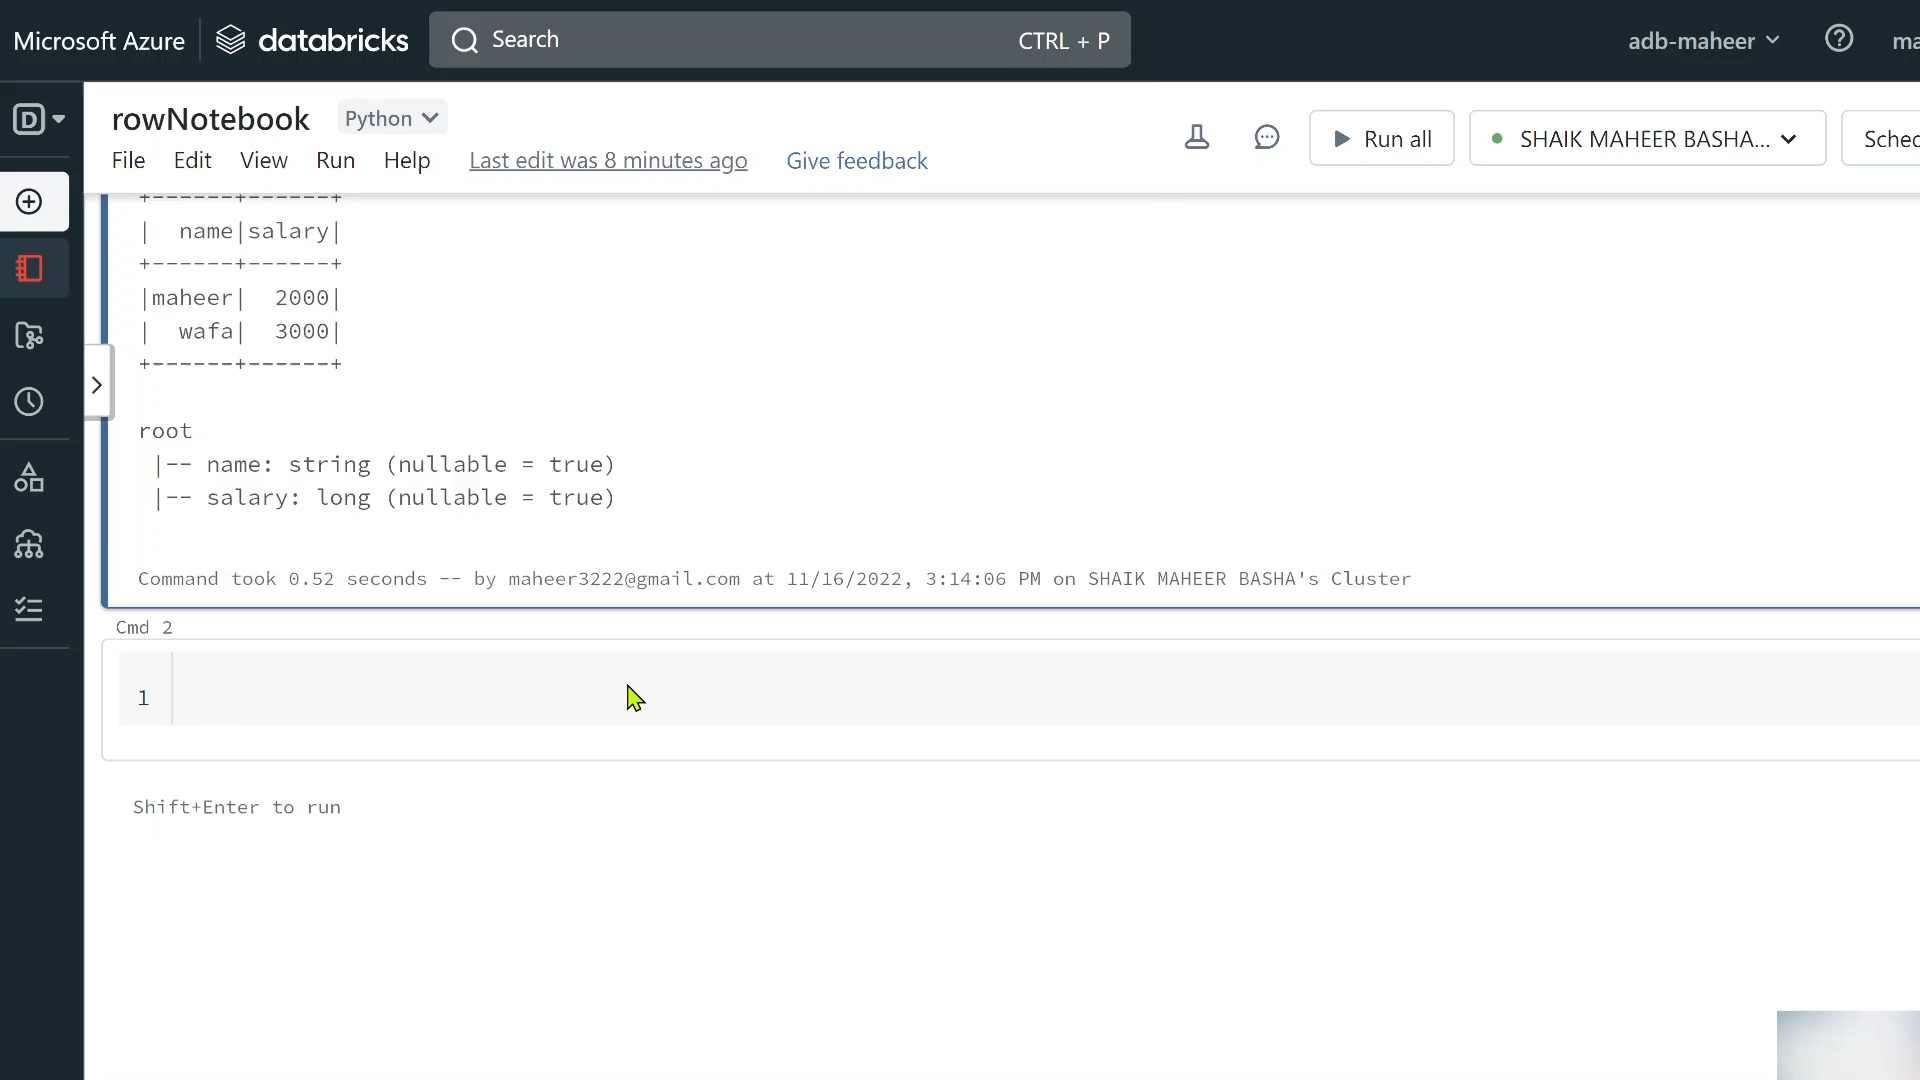 Microsoft Azure databricks Search CTRL + P adb-maheer ma
rowNotebook Python
File Edit View Run Help Last edit was 8 minutes ago Give feedback Run all SHAIK MAHEER BASHA... Sched
+------+------+
|  name|salary|
+------+------+
|maheer|  2000|
|  wafa|  3000|
+------+------+
root
|-- name: string (nullable = true)
|-- salary: long (nullable = true)
Command took 0.52 seconds -- by maheer3222@gmail.com at 11/16/2022, 3:14:06 PM on SHAIK MAHEER BASHA's Cluster
Cmd 2
1
Shift+Enter to run